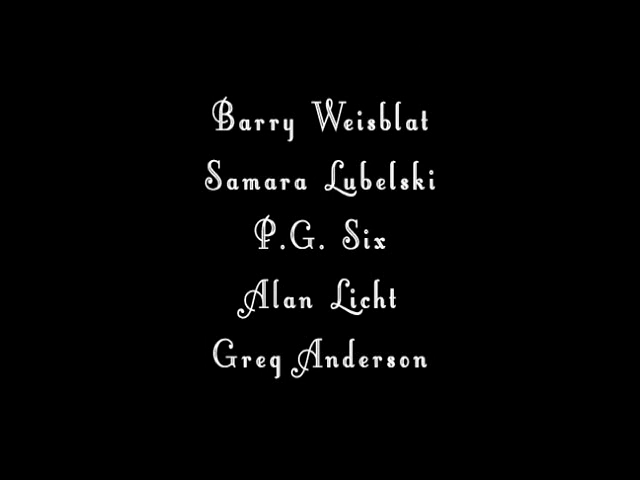 Barry Weisblat
Samara Lubelski
P.G. Six
Alan Licht
Greg Anderson